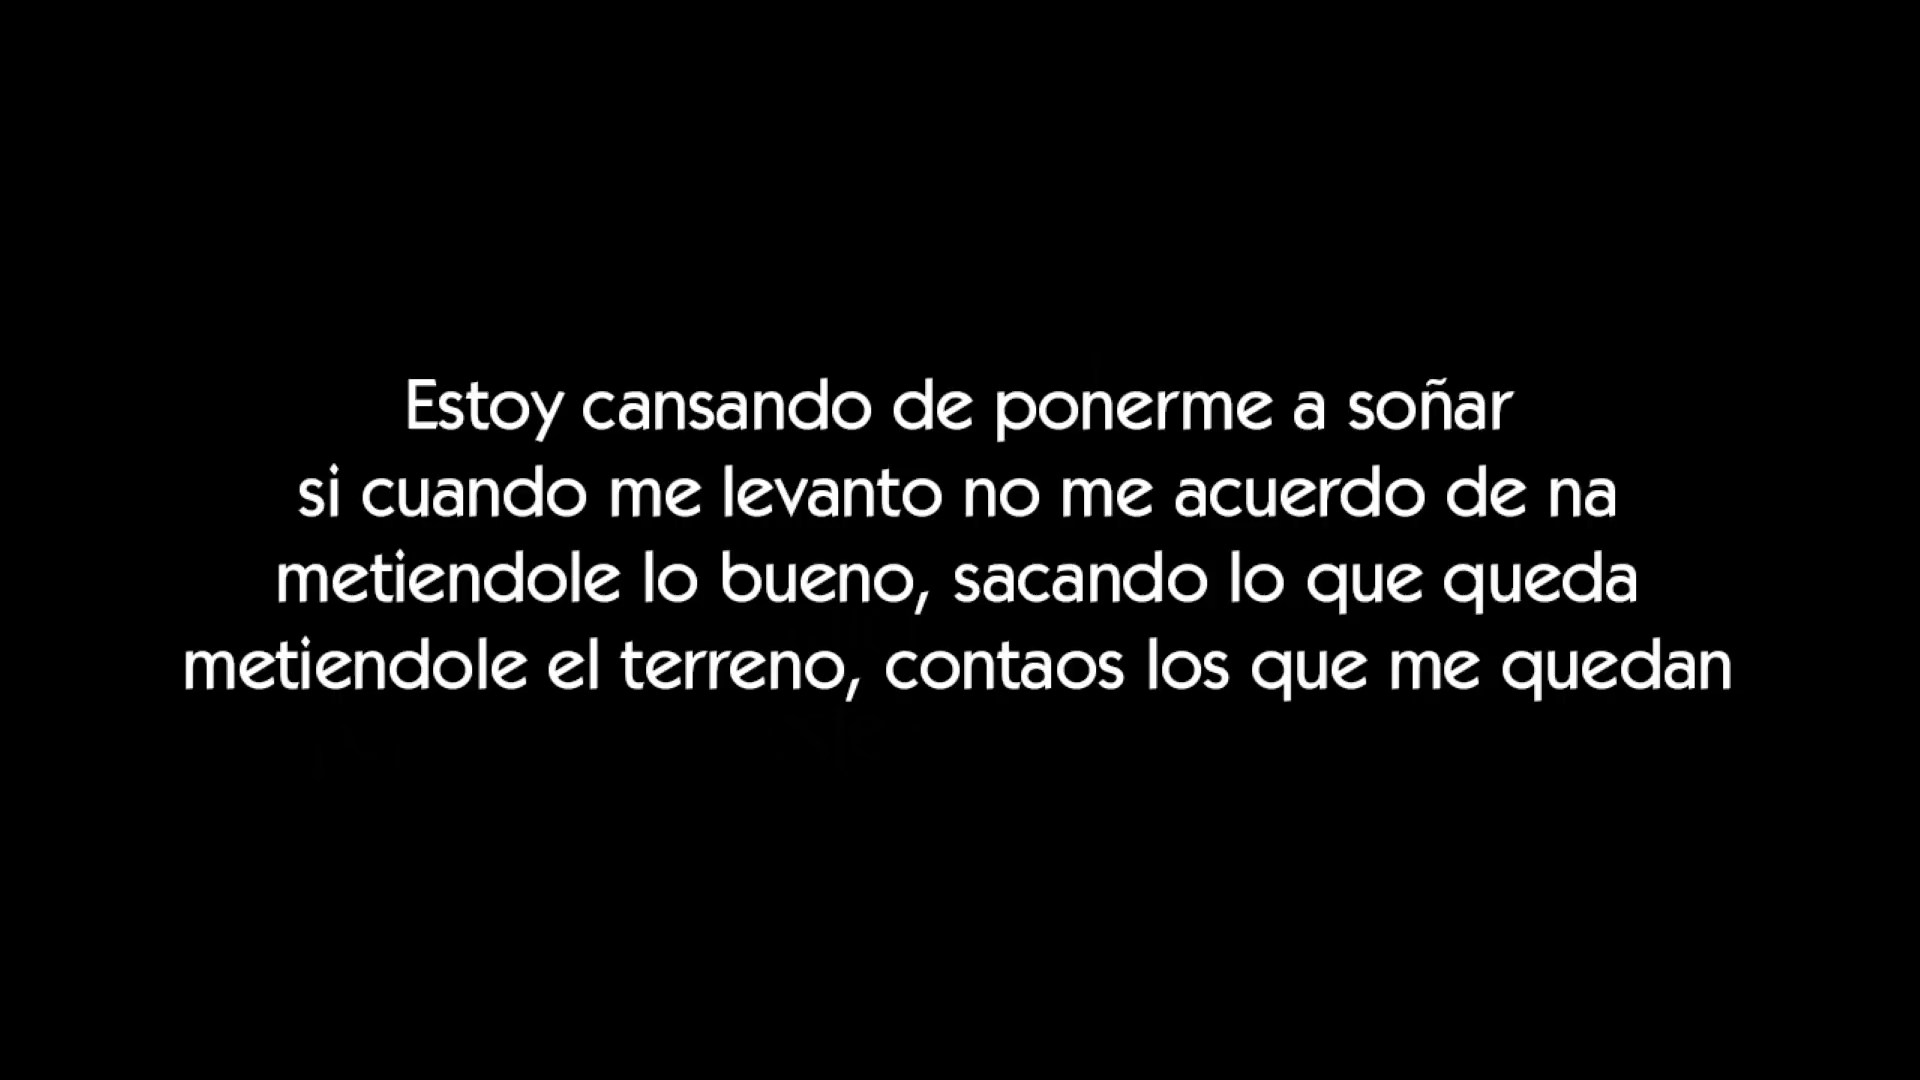 Estoy cansando de ponerme a soñar
si cuando me levanto no me acuerdo de na
metiendole lo bueno, sacando lo que queda
metiendole el terreno, contaos los que me quedan